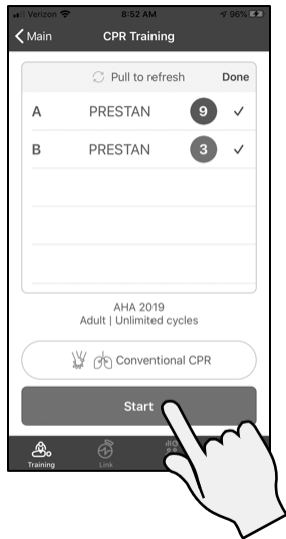 Verizon 8:52 AM 96%
Main CPR Training
Pull to refresh Done
A PRESTAN 9
B PRESTAN 3
AHA 2019
Adult | Unlimited cycles
Conventional CPR
Start
Training Link